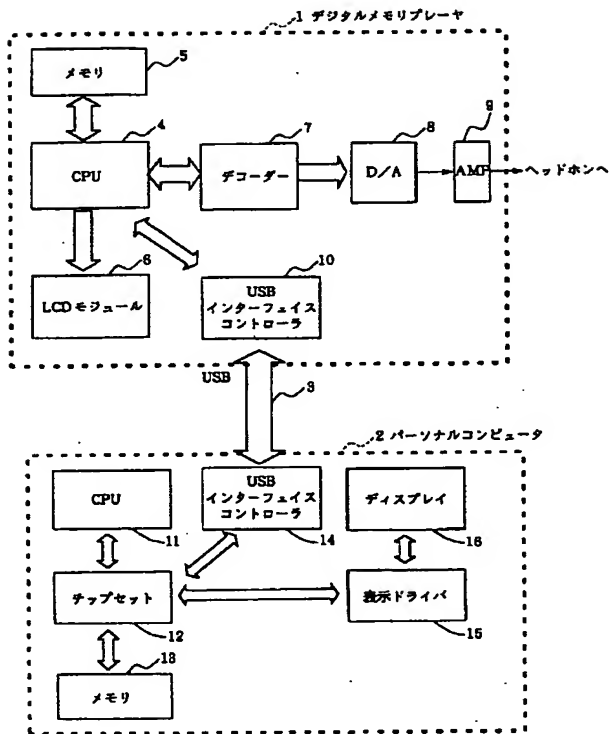 1 デジタルメモリプレーヤ
5
メモリ
4
CPU
7
デコーダー
8
D/A
9
AMP
ヘッドホンへ
6
LCDモジュール
10
USB
インターフェイス
コントローラ
USB
3
2 パーソナルコンピュータ
CPU
11
USB
インターフェイス
コントローラ
14
ディスプレイ
16
チップセット
12
表示ドライバ
15
13
メモリ